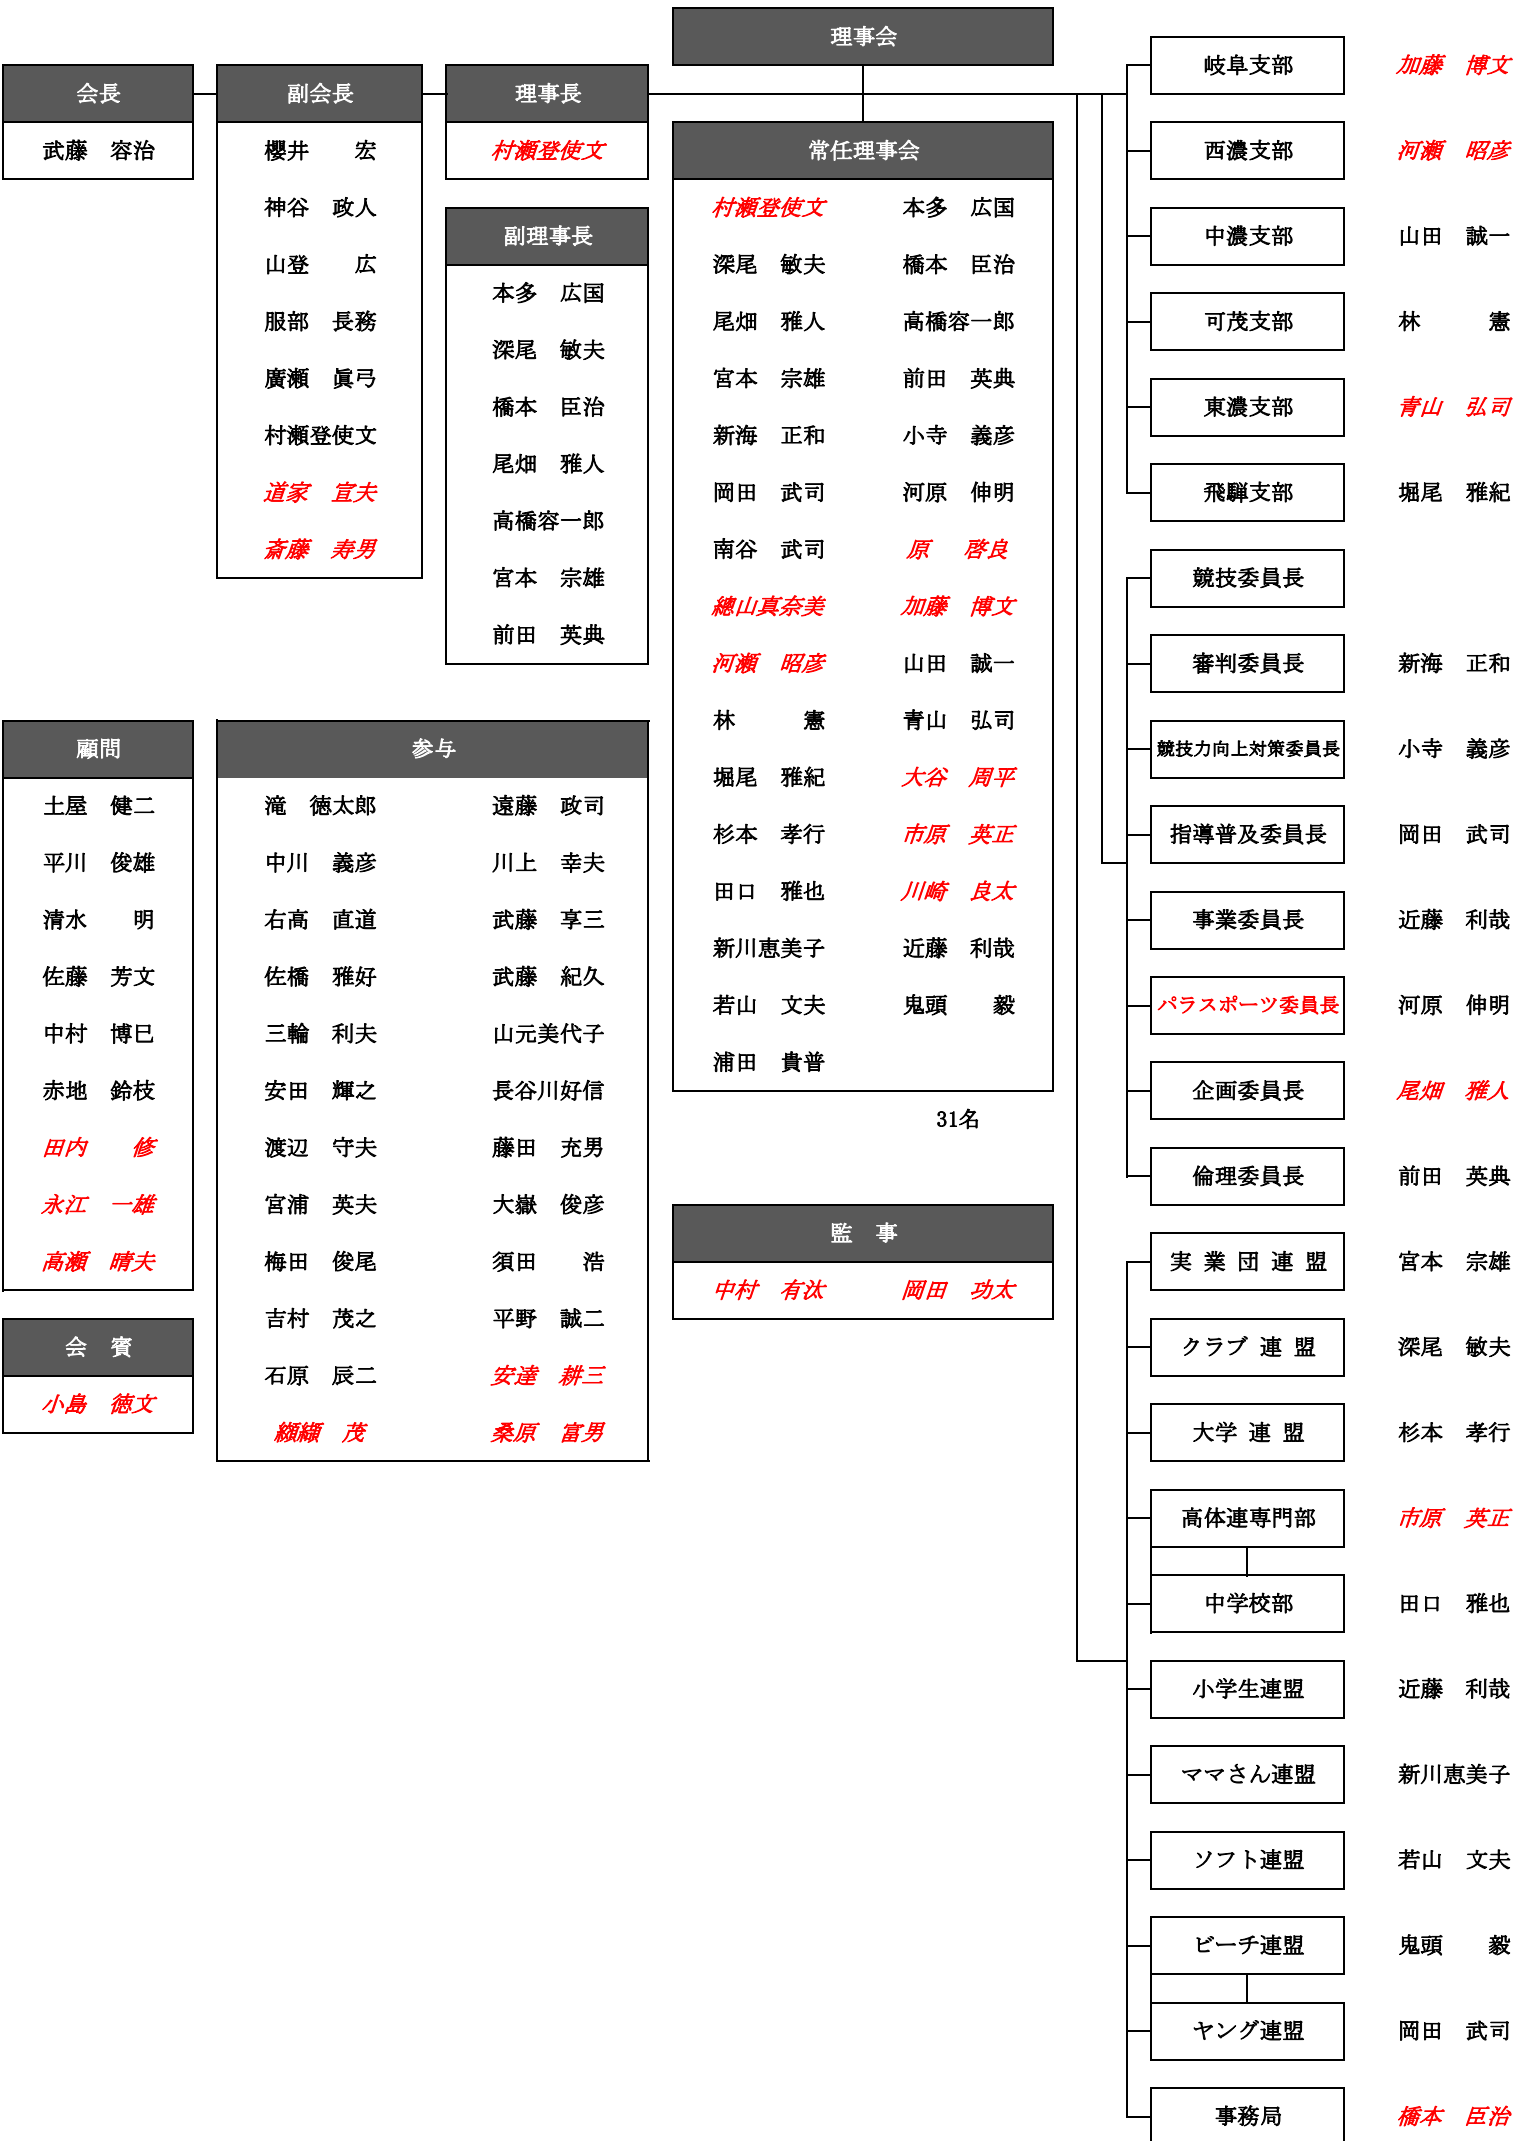 理事会
会長
武藤　容治
副会長
櫻井　　宏
神谷　政人
山登　　広
服部　長務
廣瀬　眞弓
村瀬登使文
道家　宣夫
斎藤　寿男
理事長
村瀬登使文
副理事長
本多　広国
深尾　敏夫
橋本　臣治
尾畑　雅人
高橋容一郎
宮本　宗雄
前田　英典
常任理事会
村瀬登使文　本多　広国
深尾　敏夫　橋本　臣治
尾畑　雅人　高橋容一郎
宮本　宗雄　前田　英典
新海　正和　小寺　義彦
岡田　武司　河原　伸明
南谷　武司　原　啓良
總山真奈美　加藤　博文
河瀬　昭彦　山田　誠一
林　　　憲　青山　弘司
堀尾　雅紀　大谷　周平
杉本　孝行　市原　英正
田口　雅也　川崎　良太
新川恵美子　近藤　利哉
若山　文夫　鬼頭　　毅
浦田　貴普
31名
監　事
中村　有汰　岡田　功太
顧問
土屋　健二
平川　俊雄
清水　　明
佐藤　芳文
中村　博巳
赤地　鈴枝
田内　　修
永江　一雄
高瀬　晴夫
会　賓
小島　徳文
参与
滝　徳太郎　遠藤　政司
中川　義彦　川上　幸夫
右高　直道　武藤　享三
佐橋　雅好　武藤　紀久
三輪　利夫　山元美代子
安田　輝之　長谷川好信
渡辺　守夫　藤田　充男
宮浦　英夫　大嶽　俊彦
梅田　俊尾　須田　　浩
吉村　茂之　平野　誠二
石原　辰二　安達　耕三
纐纈　茂　桑原　富男
岐阜支部　加藤　博文
西濃支部　河瀬　昭彦
中濃支部　山田　誠一
可茂支部　林　　　憲
東濃支部　青山　弘司
飛騨支部　堀尾　雅紀
競技委員長
審判委員長　新海　正和
競技力向上対策委員長　小寺　義彦
指導普及委員長　岡田　武司
事業委員長　近藤　利哉
パラスポーツ委員長　河原　伸明
企画委員長　尾畑　雅人
倫理委員長　前田　英典
実 業 団 連 盟　宮本　宗雄
クラブ 連 盟　深尾　敏夫
大学 連 盟　杉本　孝行
高体連専門部　市原　英正
中学校部　田口　雅也
小学生連盟　近藤　利哉
ママさん連盟　新川恵美子
ソフト連盟　若山　文夫
ビーチ連盟　鬼頭　　毅
ヤング連盟　岡田　武司
事務局　橋本　臣治